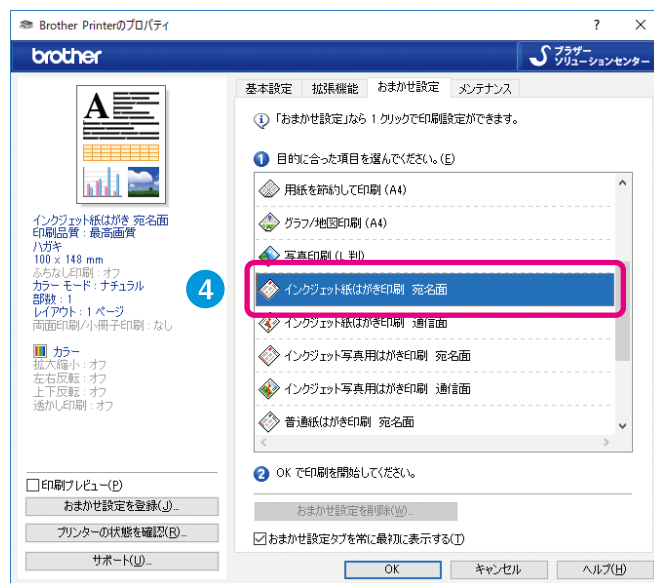 Brother Printerのプロパティ
? ×
brother
ブラザー
ソリューションセンター
基本設定 拡張機能 おまかせ設定 メンテナンス
「おまかせ設定」なら 1 クリックで印刷設定ができます。
1 目的に合った項目を選んでください。(E)
用紙を節約して印刷 (A4)
グラフ/地図印刷 (A4)
写真印刷 (L 判)
4
インクジェット紙はがき印刷 宛名面
インクジェット紙はがき印刷 通信面
インクジェット写真用はがき印刷 宛名面
インクジェット写真用はがき印刷 通信面
普通紙はがき印刷 宛名面
2 OK で印刷を開始してください。
おまかせ設定を削除(W)...
おまかせ設定タブを常に最初に表示する(T)
A
インクジェット紙はがき 宛名面
印刷品質 : 最高画質
ハガキ
100 x 148 mm
ふちなし印刷 : オフ
カラー モード : ナチュラル
部数 : 1
レイアウト : 1 ページ
両面印刷/小冊子印刷 : なし
カラー
拡大縮小 : オフ
左右反転 : オフ
上下反転 : オフ
透かし印刷 : オフ
印刷プレビュー(P)
おまかせ設定を登録(J)...
プリンターの状態を確認(R)...
サポート(U)...
OK キャンセル ヘルプ(H)